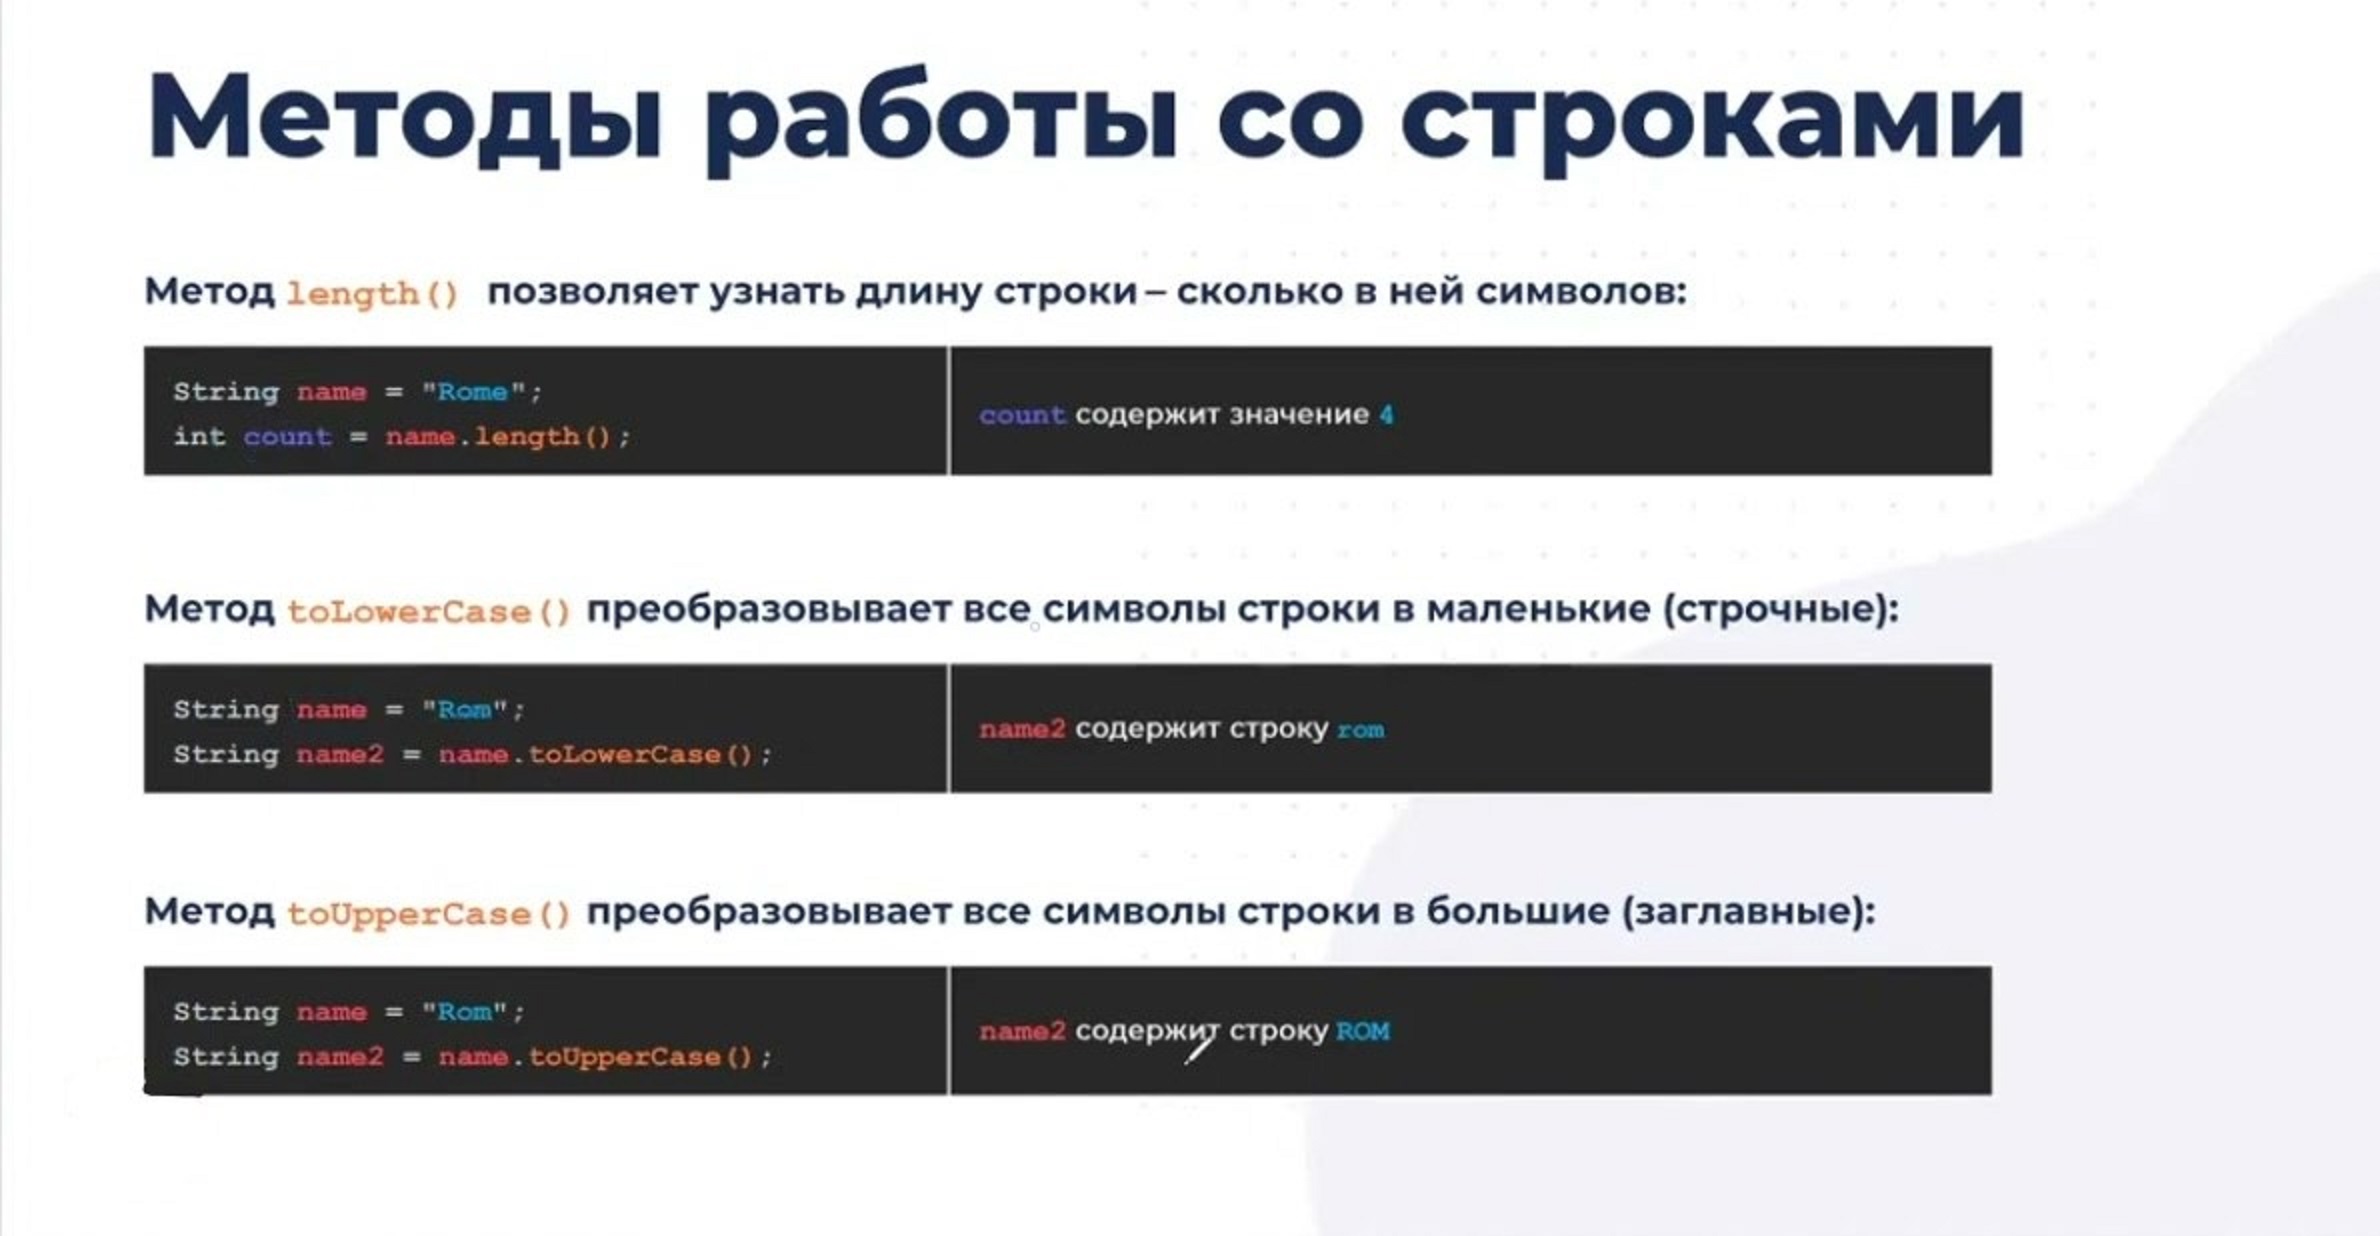 Методы работы со строками
Метод length() позволяет узнать длину строки – сколько в ней символов:
String name = "Rome";
int count = name.length();
count содержит значение 4
Метод toLowerCase() преобразовывает все символы строки в маленькие (строчные):
String name = "Rom";
String name2 = name.toLowerCase();
name2 содержит строку rom
Метод toUpperCase() преобразовывает все символы строки в большие (заглавные):
String name = "Rom";
String name2 = name.toUpperCase();
name2 содержит строку ROM